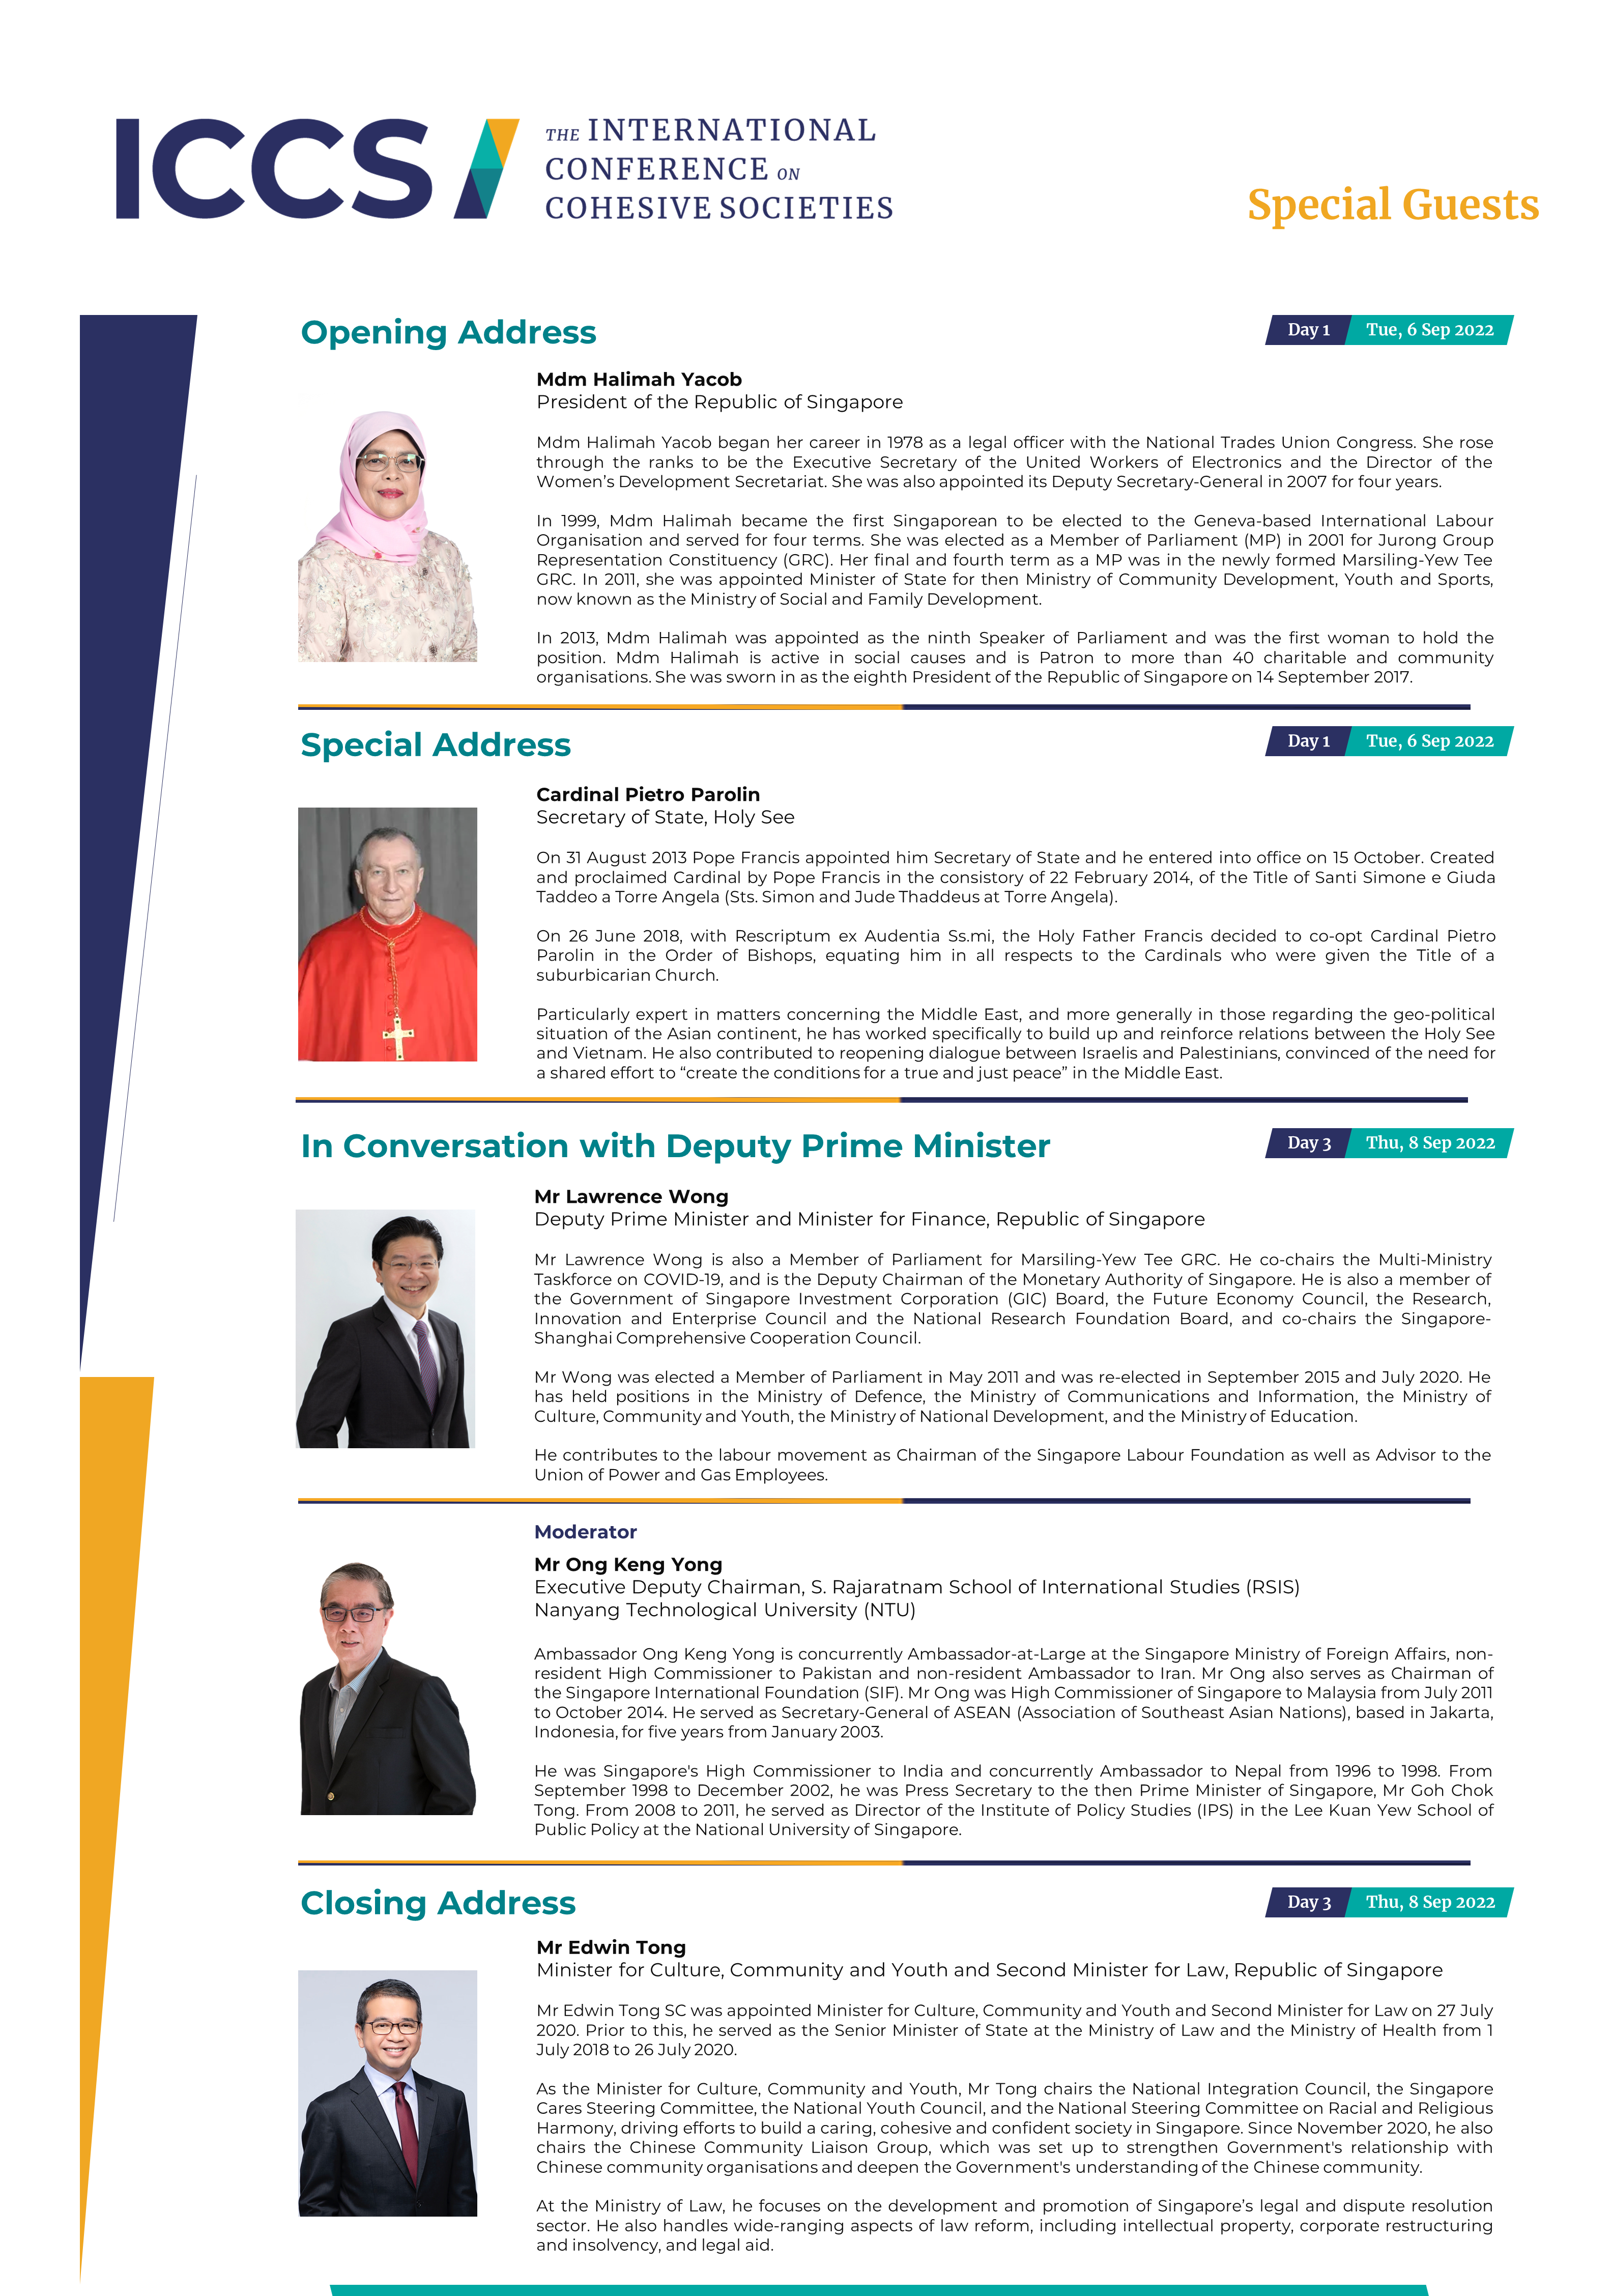 ICCS
THE INTERNATIONAL
CONFERENCE ON
COHESIVE SOCIETIES
Special Guests
Opening Address
Day 1 Tue, 6 Sep 2022
Mdm Halimah Yacob
President of the Republic of Singapore
Mdm Halimah Yacob began her career in 1978 as a legal officer with the National Trades Union Congress. She rose
through the ranks to be the Executive Secretary of the United Workers of Electronics and the Director of the
Women's Development Secretariat. She was also appointed its Deputy Secretary-General in 2007 for four years.
In 1999, Mdm Halimah became the first Singaporean to be elected to the Geneva-based International Labour
Organisation and served for four terms. She was elected as a Member of Parliament (MP) in 2001 for Jurong Group
Representation Constituency (GRC). Her final and fourth term as a MP was in the newly formed Marsiling-Yew Tee
GRC. In 2011, she was appointed Minister of State for then Ministry of Community Development, Youth and Sports,
now known as the Ministry of Social and Family Development.
In 2013, Mdm Halimah was appointed as the ninth Speaker of Parliament and was the first woman to hold the
position. Mdm Halimah is active in social causes and is Patron to more than 40 charitable and community
organisations. She was sworn in as the eighth President of the Republic of Singapore on 14 September 2017.
Special Address
Day 1 Tue, 6 Sep 2022
Cardinal Pietro Parolin
Secretary of State, Holy See
On 31 August 2013 Pope Francis appointed him Secretary of State and he entered into office on 15 October. Created
and proclaimed Cardinal by Pope Francis in the consistory of 22 February 2014, of the Title of Santi Simone e Giuda
Taddeo a Torre Angela (Sts. Simon and Jude Thaddeus at Torre Angela).
On 26 June 2018, with Rescriptum ex Audentia Ss.mi, the Holy Father Francis decided to co-opt Cardinal Pietro
Parolin in the Order of Bishops, equating him in all respects to the Cardinals who were given the Title of a
suburbicarian Church.
Particularly expert in matters concerning the Middle East, and more generally in those regarding the geo-political
situation of the Asian continent, he has worked specifically to build up and reinforce relations between the Holy See
and Vietnam. He also contributed to reopening dialogue between Israelis and Palestinians, convinced of the need for
a shared effort to “create the conditions for a true and just peace” in the Middle East.
In Conversation with Deputy Prime Minister
Day 3 Thu, 8 Sep 2022
Mr Lawrence Wong
Deputy Prime Minister and Minister for Finance, Republic of Singapore
Mr Lawrence Wong is also a Member of Parliament for Marsiling-Yew Tee GRC. He co-chairs the Multi-Ministry
Taskforce on COVID-19, and is the Deputy Chairman of the Monetary Authority of Singapore. He is also a member of
the Government of Singapore Investment Corporation (GIC) Board, the Future Economy Council, the Research,
Innovation and Enterprise Council and the National Research Foundation Board, and co-chairs the Singapore-
Shanghai Comprehensive Cooperation Council.
Mr Wong was elected a Member of Parliament in May 2011 and was re-elected in September 2015 and July 2020. He
has held positions in the Ministry of Defence, the Ministry of Communications and Information, the Ministry of
Culture, Community and Youth, the Ministry of National Development, and the Ministry of Education.
He contributes to the labour movement as Chairman of the Singapore Labour Foundation as well as Advisor to the
Union of Power and Gas Employees.
Moderator
Mr Ong Keng Yong
Executive Deputy Chairman, S. Rajaratnam School of International Studies (RSIS)
Nanyang Technological University (NTU)
Ambassador Ong Keng Yong is concurrently Ambassador-at-Large at the Singapore Ministry of Foreign Affairs, non-
resident High Commissioner to Pakistan and non-resident Ambassador to Iran. Mr Ong also serves as Chairman of
the Singapore International Foundation (SIF). Mr Ong was High Commissioner of Singapore to Malaysia from July 2011
to October 2014. He served as Secretary-General of ASEAN (Association of Southeast Asian Nations), based in Jakarta,
Indonesia, for five years from January 2003.
He was Singapore's High Commissioner to India and concurrently Ambassador to Nepal from 1996 to 1998. From
September 1998 to December 2002, he was Press Secretary to the then Prime Minister of Singapore, Mr Goh Chok
Tong. From 2008 to 2011, he served as Director of the Institute of Policy Studies (IPS) in the Lee Kuan Yew School of
Public Policy at the National University of Singapore.
Closing Address
Day 3 Thu, 8 Sep 2022
Mr Edwin Tong
Minister for Culture, Community and Youth and Second Minister for Law, Republic of Singapore
Mr Edwin Tong SC was appointed Minister for Culture, Community and Youth and Second Minister for Law on 27 July
2020. Prior to this, he served as the Senior Minister of State at the Ministry of Law and the Ministry of Health from 1
July 2018 to 26 July 2020.
As the Minister for Culture, Community and Youth, Mr Tong chairs the National Integration Council, the Singapore
Cares Steering Committee, the National Youth Council, and the National Steering Committee on Racial and Religious
Harmony, driving efforts to build a caring, cohesive and confident society in Singapore. Since November 2020, he also
chairs the Chinese Community Liaison Group, which was set up to strengthen Government's relationship with
Chinese community organisations and deepen the Government's understanding of the Chinese community.
At the Ministry of Law, he focuses on the development and promotion of Singapore’s legal and dispute resolution
sector. He also handles wide-ranging aspects of law reform, including intellectual property, corporate restructuring
and insolvency, and legal aid.